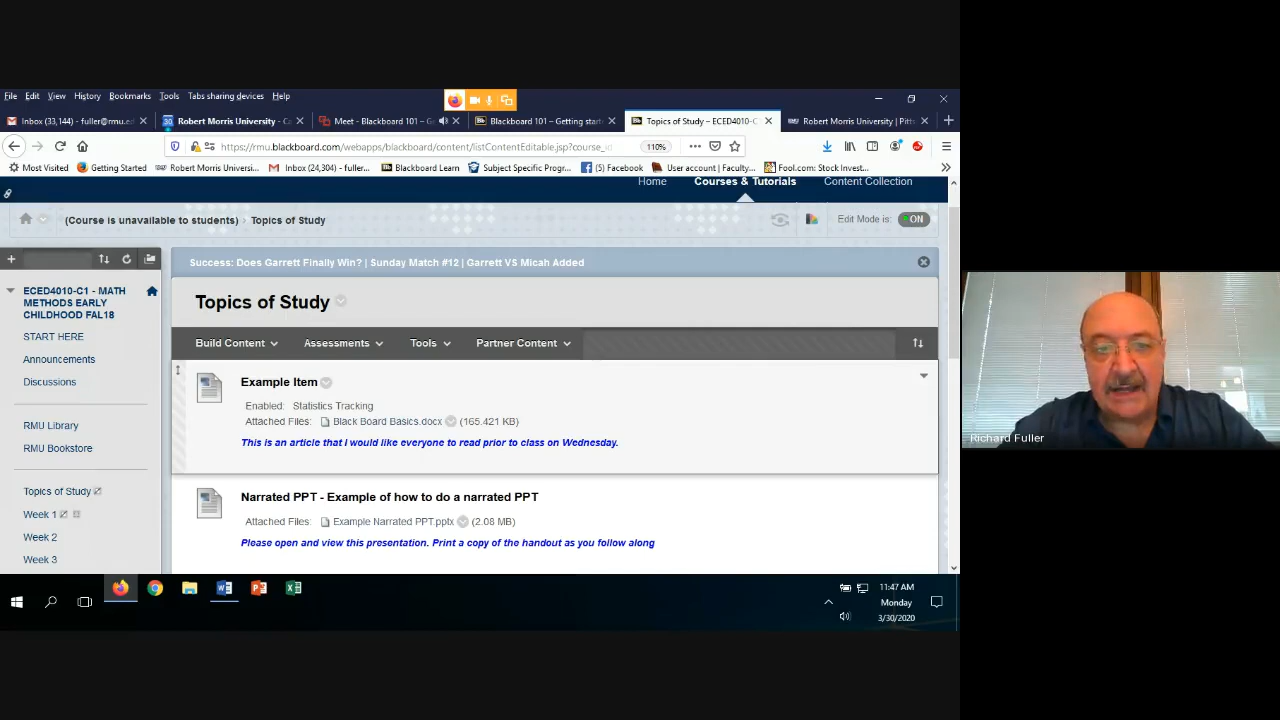 File Edit View History Bookmarks Tools Tabs sharing devices Help
Inbox (33,144) - fuller@rmu.ed
Robert Morris University - Ca
Meet - Blackboard 101 – G
Blackboard 101 – Getting start
Topics of Study – ECED4010-C
Robert Morris University | Pitts
https://rmu.blackboard.com/webapps/blackboard/content/listContentEditable.jsp?course_id
110%
Most Visited Getting Started Robert Morris Universi... Inbox (24,304) - fuller... Blackboard Learn Subject Specific Progr... (5) Facebook User account | Faculty... Fool.com: Stock Invest...
Home Courses & Tutorials Content Collection
(Course is unavailable to students) Topics of Study
Edit Mode is: ON
Success: Does Garrett Finally Win? | Sunday Match #12 | Garrett VS Micah Added
ECED4010-C1 - MATH
METHODS EARLY
CHILDHOOD FAL18
START HERE
Announcements
Discussions
RMU Library
RMU Bookstore
Topics of Study
Week 1
Week 2
Week 3
Topics of Study
Build Content Assessments Tools Partner Content
Example Item
Enabled: Statistics Tracking
Attached Files: Black Board Basics.docx (165.421 KB)
This is an article that I would like everyone to read prior to class on Wednesday.
Narrated PPT - Example of how to do a narrated PPT
Attached Files: Example Narrated PPT.pptx (2.08 MB)
Please open and view this presentation. Print a copy of the handout as you follow along
11:47 AM
Monday
3/30/2020
Richard Fuller